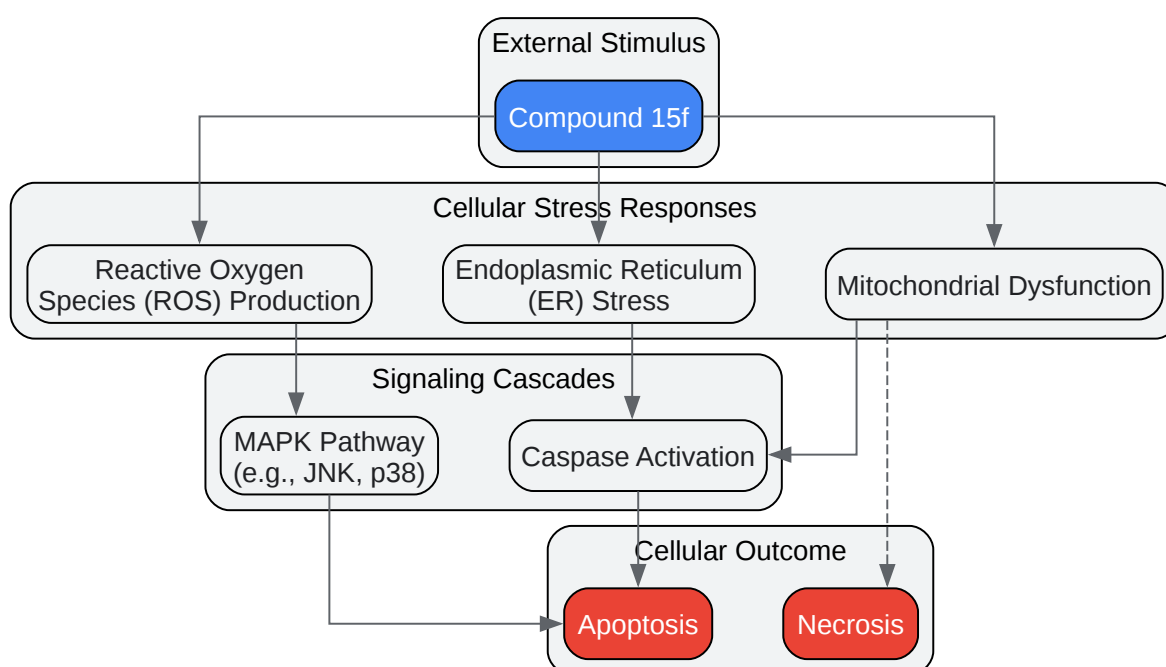 External Stimulus
Compound 15f
Cellular Stress Responses
Reactive Oxygen
Species (ROS) Production
Endoplasmic Reticulum
(ER) Stress
Mitochondrial Dysfunction
Signaling Cascades
MAPK Pathway
(e.g., JNK, p38)
Caspase Activation
Cellular Outcome
Apoptosis
Necrosis